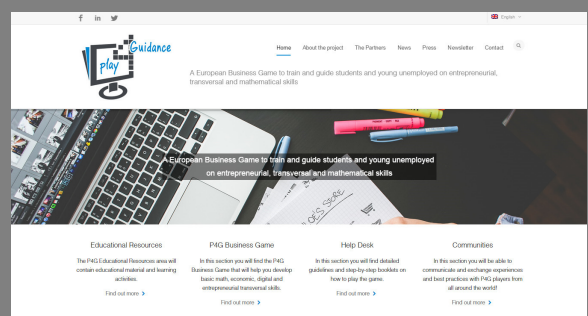 English
Guidance
play
Home About the project The Partners News Press Newsletter Contact
A European Business Game to train and guide students and young unemployed on entrepreneurial,
transversal and mathematical skills
A European Business Game to train and guide students and young unemployed
on entrepreneurial, transversal and mathematical skills
Educational Resources
The P4G Educational Resources area will
contain educational material and learning
activities.
Find out more
P4G Business Game
In this section you will find the P4G
Business Game that will help you develop
basic math, economic, digital and
entrepreneurial transversal skills.
Find out more
Help Desk
In this section you will find detailed
guidelines and step-by-step booklets on
how to play the game.
Find out more
Communities
In this section you will be able to
communicate and exchange experiences
and best practices with P4G players from
all around the world!
Find out more